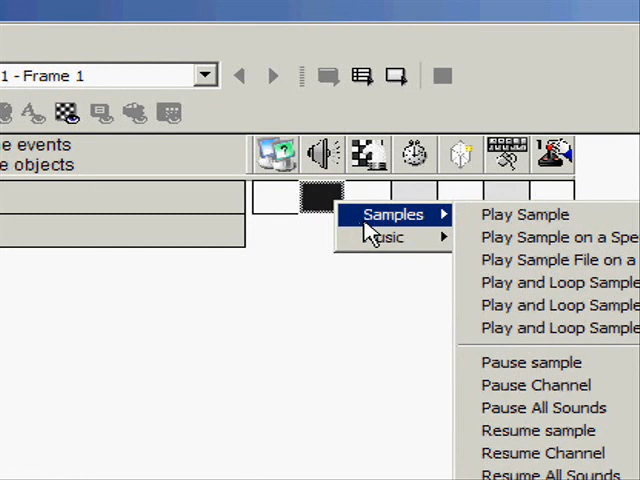 1 - Frame 1
e events
e objects
Samples
usic
Play Sample
Play Sample on a Spe
Play Sample File on a
Play and Loop Sample
Play and Loop Sample
Play and Loop Sample
Pause sample
Pause Channel
Pause All Sounds
Resume sample
Resume Channel
Resume All Sounds